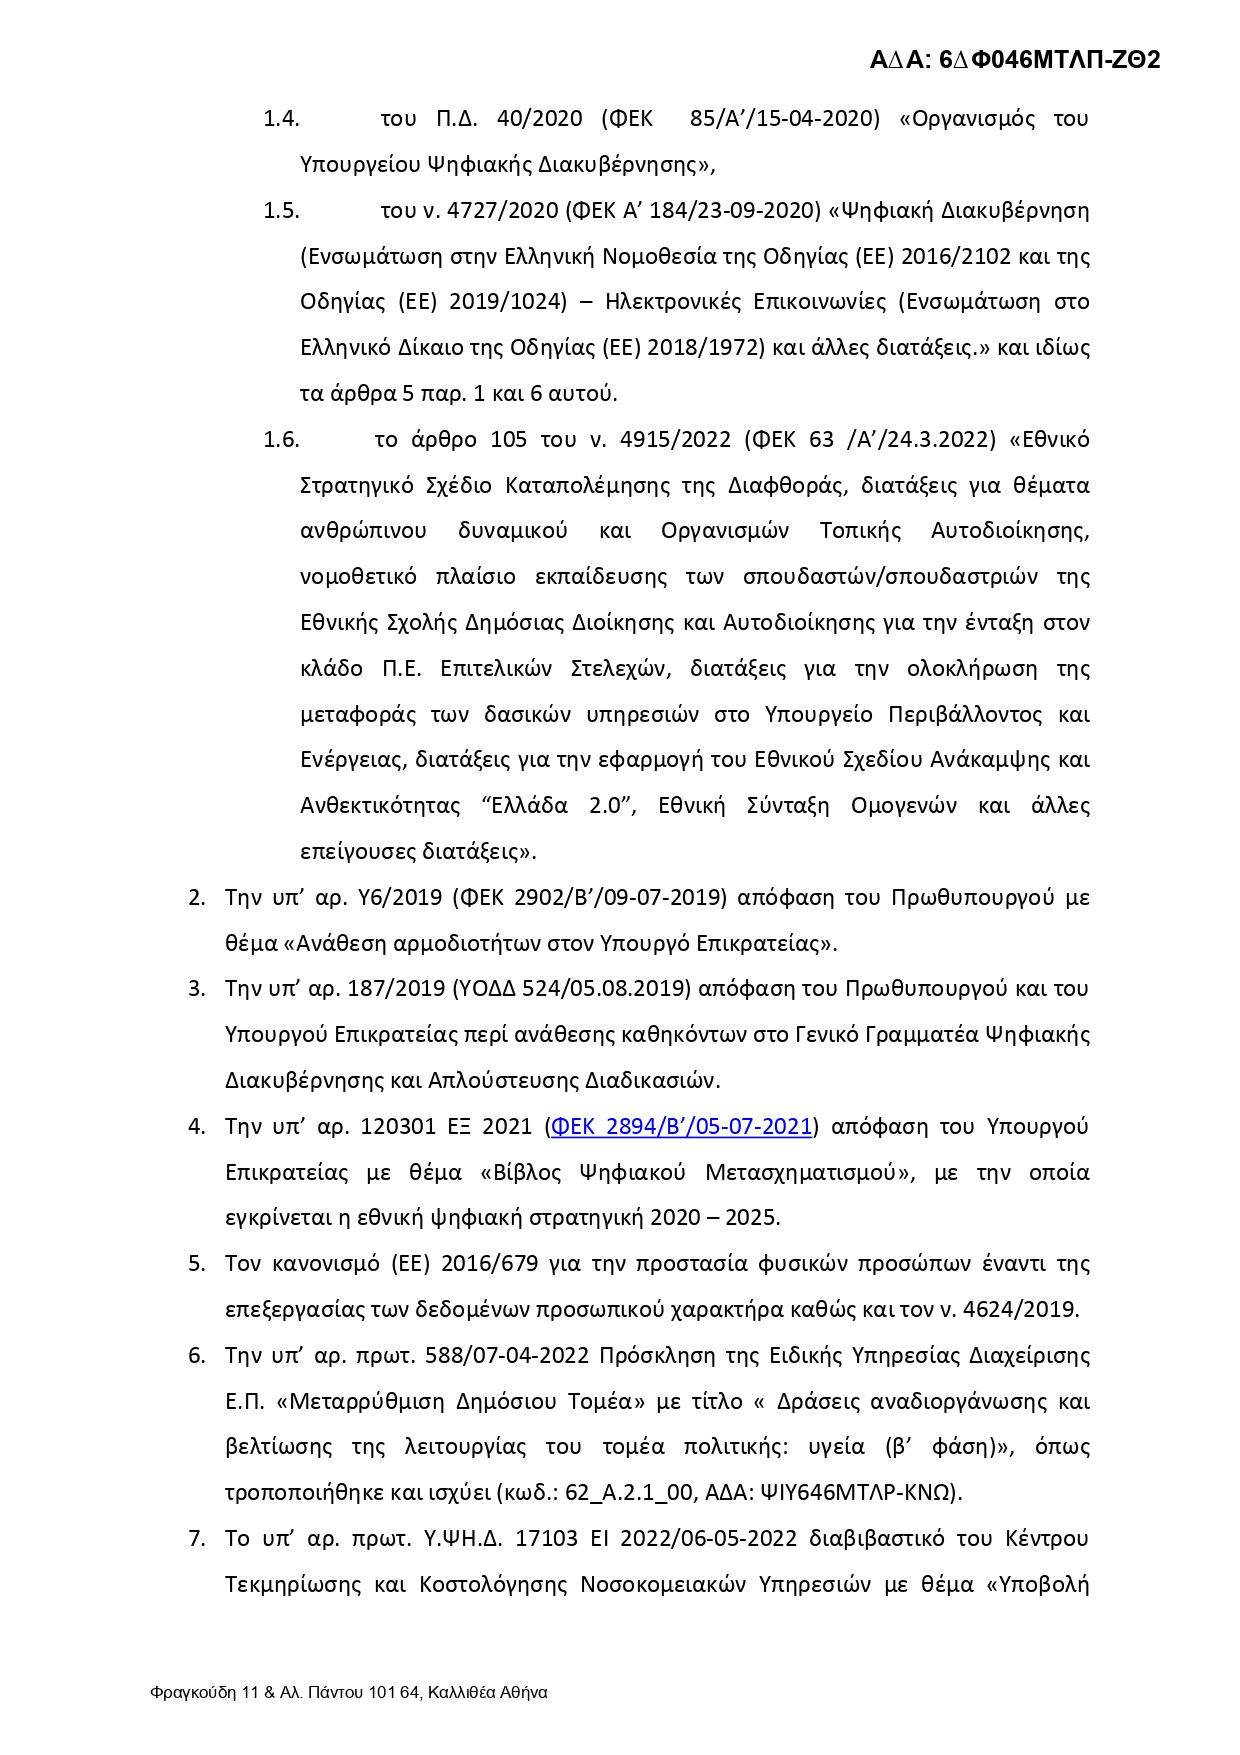 ΑΔΑ: 6ΔΦ046ΜΤΛΠ-ΖΘ2
1.4. του Π.Δ. 40/2020 (ΦΕΚ 85/Α’/15-04-2020) «Οργανισμός του
Υπουργείου Ψηφιακής Διακυβέρνησης»,
1.5. του ν. 4727/2020 (ΦΕΚ Α’ 184/23-09-2020) «Ψηφιακή Διακυβέρνηση
(Ενσωμάτωση στην Ελληνική Νομοθεσία της Οδηγίας (ΕΕ) 2016/2102 και της
Οδηγίας (ΕΕ) 2019/1024) – Ηλεκτρονικές Επικοινωνίες (Ενσωμάτωση στο
Ελληνικό Δίκαιο της Οδηγίας (ΕΕ) 2018/1972) και άλλες διατάξεις.» και ιδίως
τα άρθρα 5 παρ. 1 και 6 αυτού.
1.6. το άρθρο 105 του ν. 4915/2022 (ΦΕΚ 63 /Α’/24.3.2022) «Εθνικό
Στρατηγικό Σχέδιο Καταπολέμησης της Διαφθοράς, διατάξεις για θέματα
ανθρώπινου δυναμικού και Οργανισμών Τοπικής Αυτοδιοίκησης,
νομοθετικό πλαίσιο εκπαίδευσης των σπουδαστών/σπουδαστριών της
Εθνικής Σχολής Δημόσιας Διοίκησης και Αυτοδιοίκησης για την ένταξη στον
κλάδο Π.Ε. Επιτελικών Στελεχών, διατάξεις για την ολοκλήρωση της
μεταφοράς των δασικών υπηρεσιών στο Υπουργείο Περιβάλλοντος και
Ενέργειας, διατάξεις για την εφαρμογή του Εθνικού Σχεδίου Ανάκαμψης και
Ανθεκτικότητας “Ελλάδα 2.0”, Εθνική Σύνταξη Ομογενών και άλλες
επείγουσες διατάξεις».
2. Την υπ’ αρ. Υ6/2019 (ΦΕΚ 2902/Β’/09-07-2019) απόφαση του Πρωθυπουργού με
θέμα «Ανάθεση αρμοδιοτήτων στον Υπουργό Επικρατείας».
3. Την υπ’ αρ. 187/2019 (ΥΟΔΔ 524/05.08.2019) απόφαση του Πρωθυπουργού και του
Υπουργού Επικρατείας περί ανάθεσης καθηκόντων στο Γενικό Γραμματέα Ψηφιακής
Διακυβέρνησης και Απλούστευσης Διαδικασιών.
4. Την υπ’ αρ. 120301 ΕΞ 2021 (ΦΕΚ 2894/Β’/05-07-2021) απόφαση του Υπουργού
Επικρατείας με θέμα «Βίβλος Ψηφιακού Μετασχηματισμού», με την οποία
εγκρίνεται η εθνική ψηφιακή στρατηγική 2020 – 2025.
5. Τον κανονισμό (ΕΕ) 2016/679 για την προστασία φυσικών προσώπων έναντι της
επεξεργασίας των δεδομένων προσωπικού χαρακτήρα καθώς και τον ν. 4624/2019.
6. Την υπ’ αρ. πρωτ. 588/07-04-2022 Πρόσκληση της Ειδικής Υπηρεσίας Διαχείρισης
Ε.Π. «Μεταρρύθμιση Δημόσιου Τομέα» με τίτλο « Δράσεις αναδιοργάνωσης και
βελτίωσης της λειτουργίας του τομέα πολιτικής: υγεία (β’ φάση)», όπως
τροποποιήθηκε και ισχύει (κωδ.: 62_Α.2.1_00, ΑΔΑ: ΨΙΥ646ΜΤΛΡ-ΚΝΩ).
7. Το υπ’ αρ. πρωτ. Υ.ΨΗ.Δ. 17103 ΕΙ 2022/06-05-2022 διαβιβαστικό του Κέντρου
Τεκμηρίωσης και Κοστολόγησης Νοσοκομειακών Υπηρεσιών με θέμα «Υποβολή
Φραγκούδη 11 & Αλ. Πάντου 101 64, Καλλιθέα Αθήνα